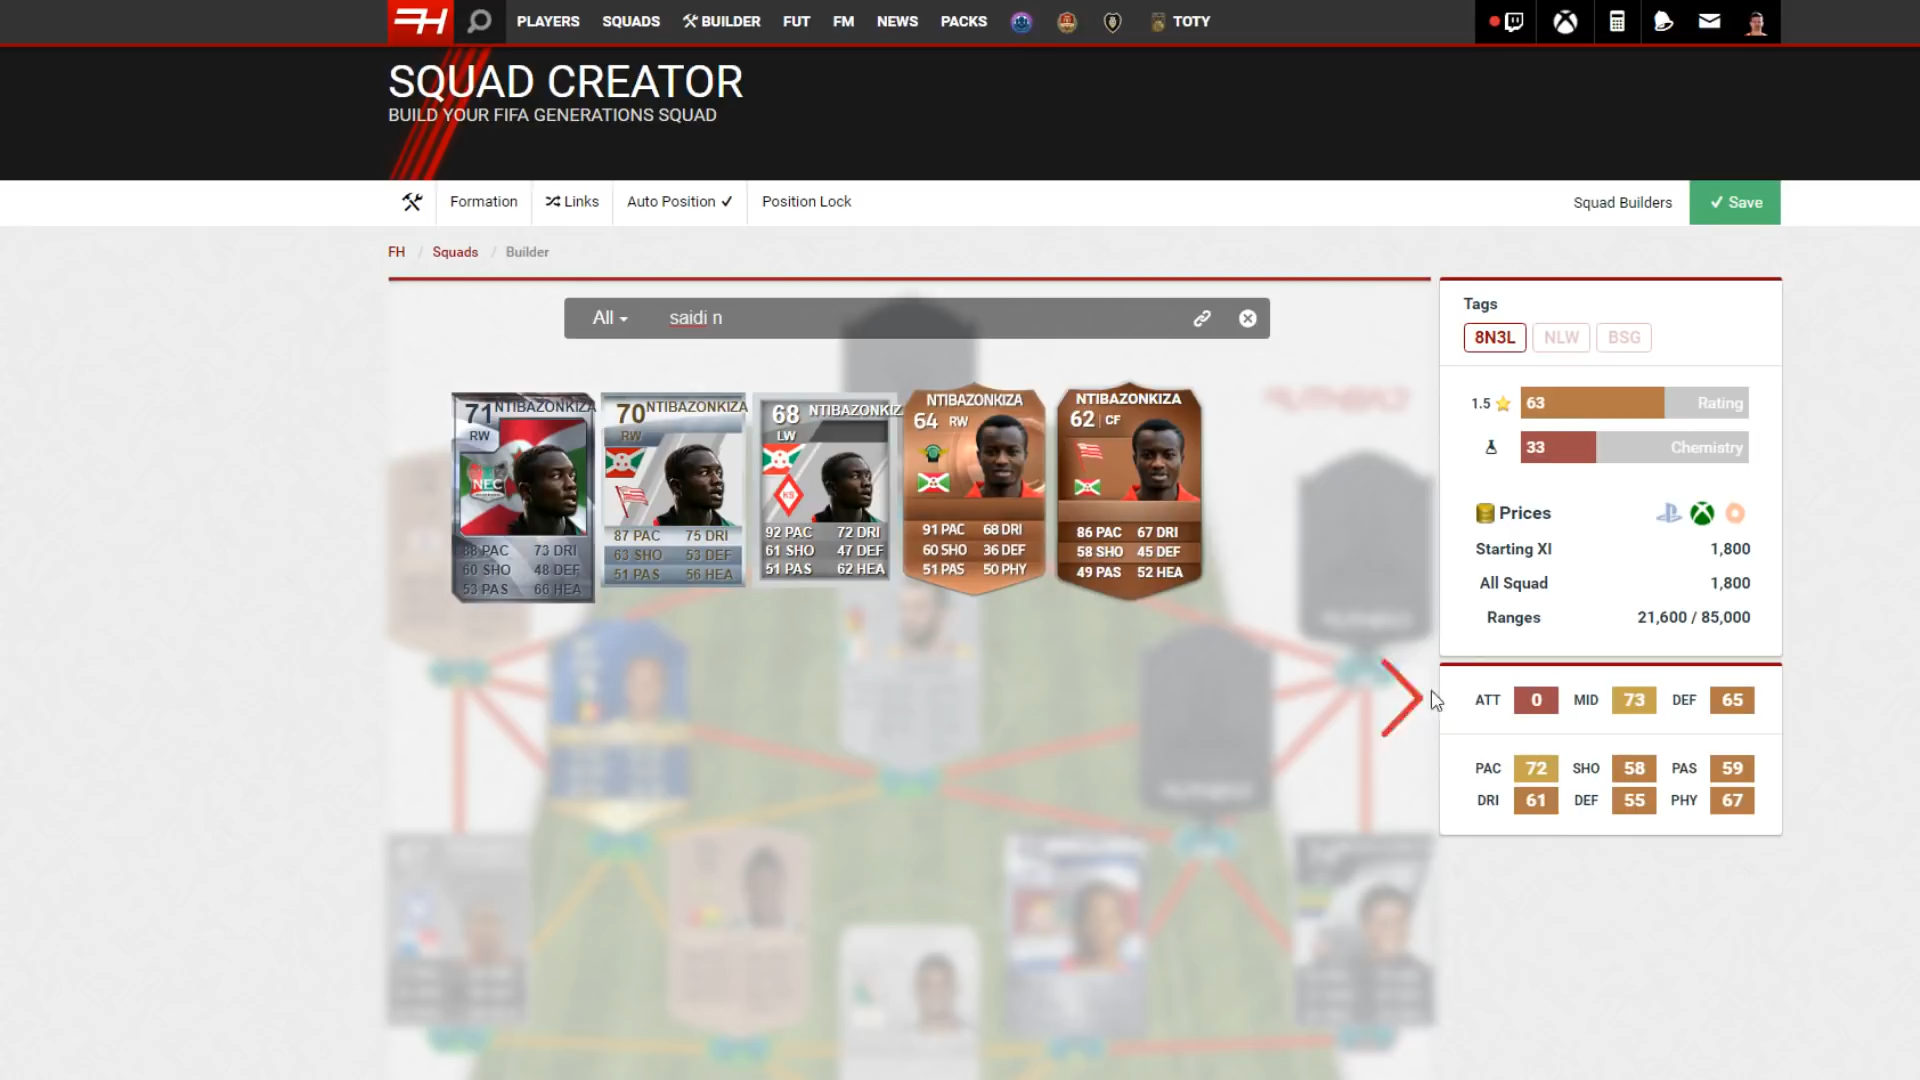 FH PLAYERS SQUADS BUILDER FUT FM NEWS PACKS TOTY
SQUAD CREATOR
BUILD YOUR FIFA GENERATIONS SQUAD
Formation Links Auto Position ✓ Position Lock Squad Builders ✓ Save
FH / Squads / Builder
All saidi n
71 NTIBAZONKIZA
RW
NEC
88 PAC 73 DRI
60 SHO 48 DEF
53 PAS 66 HEA
70 NTIBAZONKIZA
RW
87 PAC 75 DRI
63 SHO 53 DEF
51 PAS 56 HEA
68 NTIBAZONKIZ
LW
KS
92 PAC 72 DRI
61 SHO 47 DEF
51 PAS 62 HEA
NTIBAZONKIZA
64 RW
91 PAC 68 DRI
60 SHO 36 DEF
51 PAS 50 PHY
NTIBAZONKIZA
62 CF
86 PAC 67 DRI
58 SHO 45 DEF
49 PAS 52 HEA
Tags
8N3L NLW BSG
1.5 63 Rating
33 Chemistry
Prices
Starting XI 1,800
All Squad 1,800
Ranges 21,600 / 85,000
ATT 0 MID 73 DEF 65
PAC 72 SHO 58 PAS 59
DRI 61 DEF 55 PHY 67